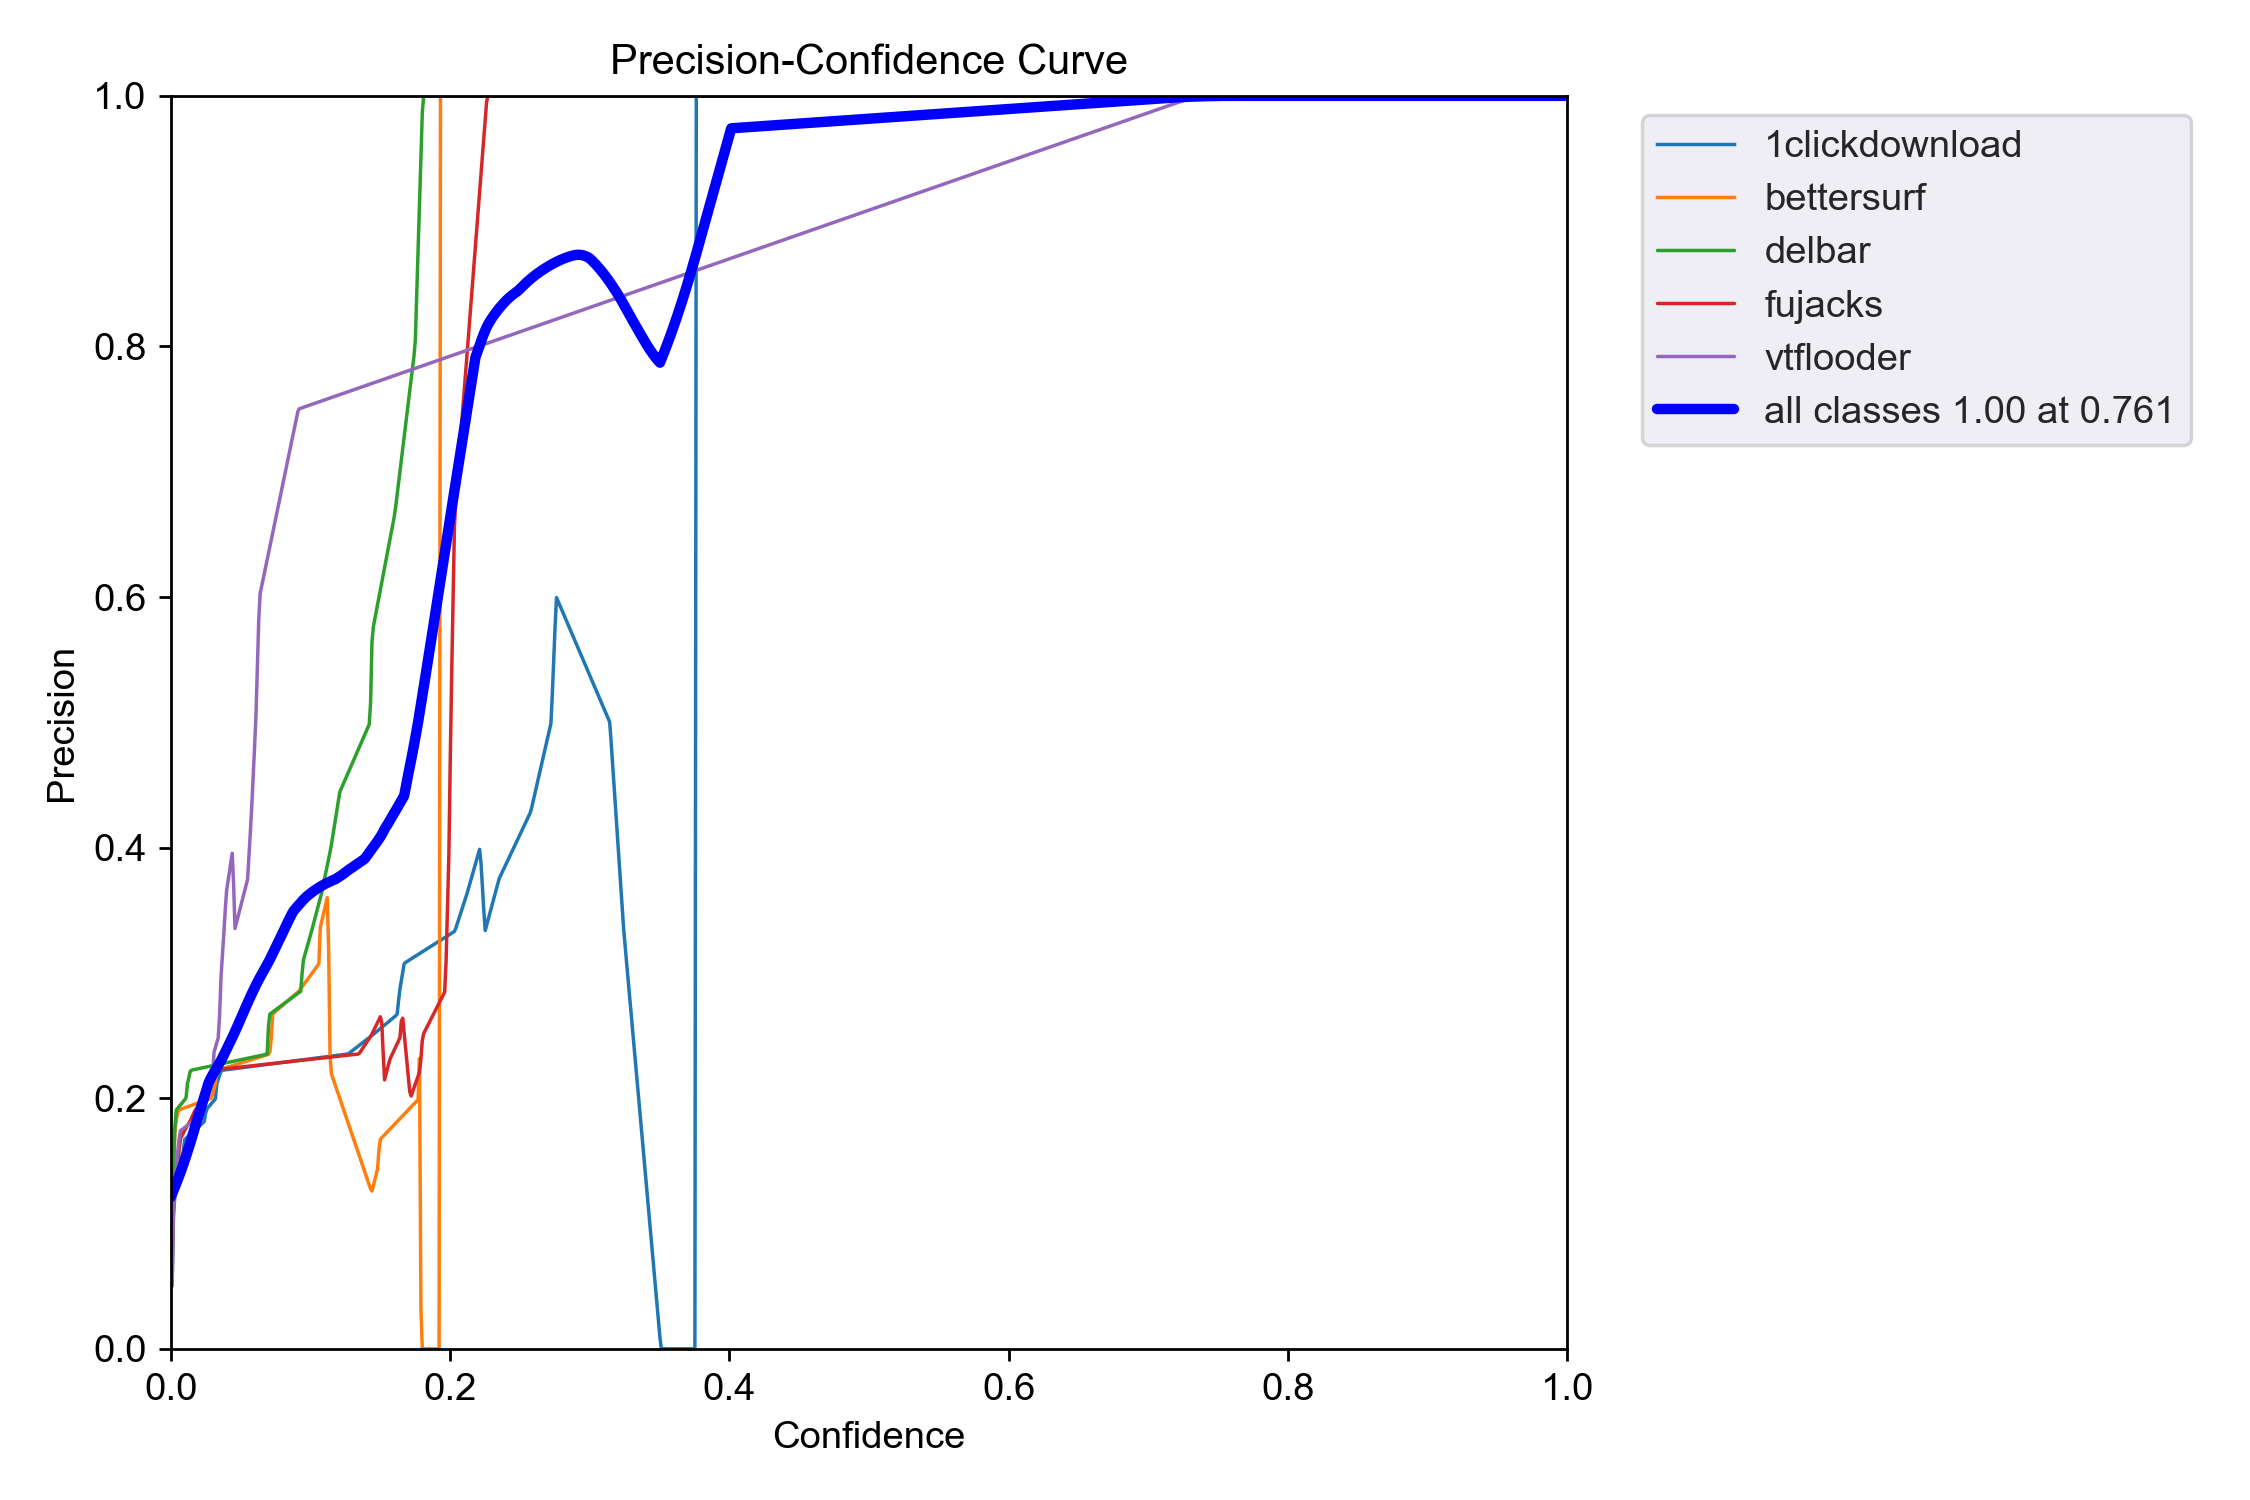 Precision-Confidence Curve
1.0
0.8
0.6
0.4
0.2
0.0
Precision
0.0 0.2 0.4 0.6 0.8 1.0
Confidence
1clickdownload
bettersurf
delbar
fujacks
vtflooder
all classes 1.00 at 0.761